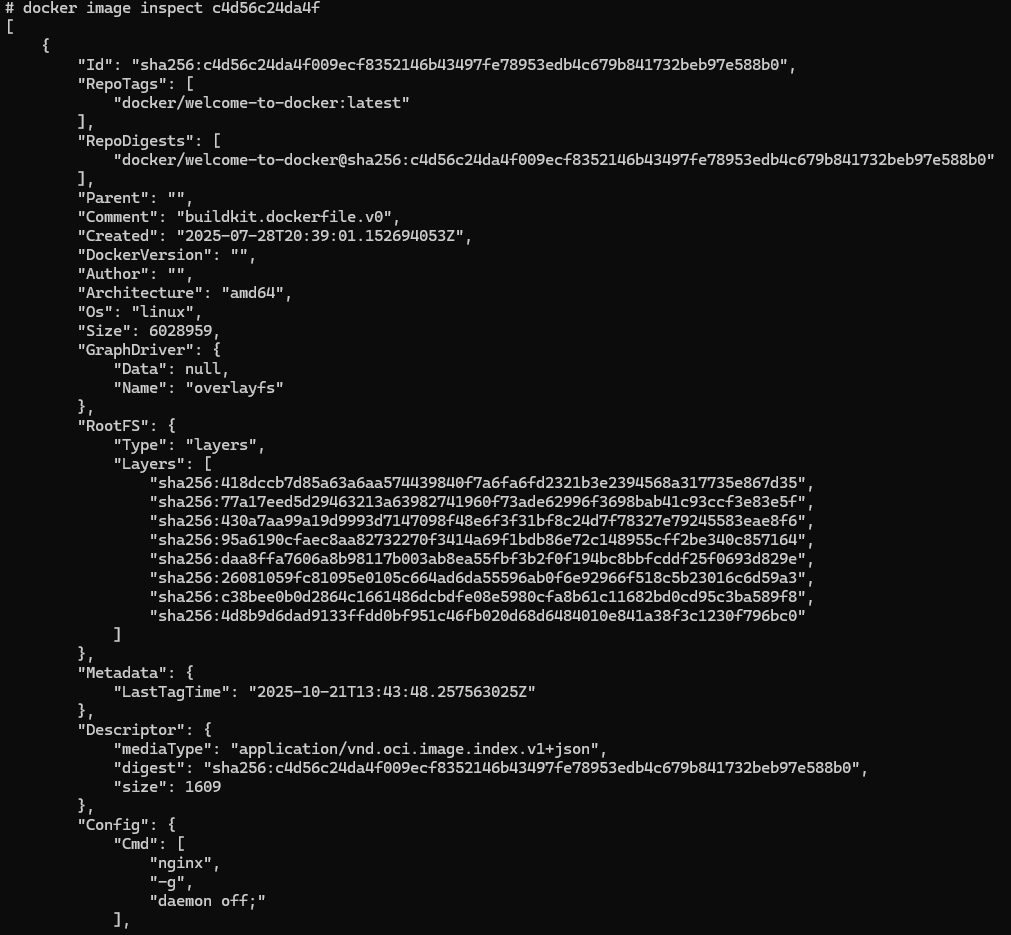 # docker image inspect c4d56c24da4f
[
    {
        "Id": "sha256:c4d56c24da4f009ecf8352146b43497fe78953edb4c679b841732beb97e588b0",
        "RepoTags": [
            "docker/welcome-to-docker:latest"
        ],
        "RepoDigests": [
            "docker/welcome-to-docker@sha256:c4d56c24da4f009ecf8352146b43497fe78953edb4c679b841732beb97e588b0"
        ],
        "Parent": "",
        "Comment": "buildkit.dockerfile.v0",
        "Created": "2025-07-28T20:39:01.152694053Z",
        "DockerVersion": "",
        "Author": "",
        "Architecture": "amd64",
        "Os": "linux",
        "Size": 6028959,
        "GraphDriver": {
            "Data": null,
            "Name": "overlayfs"
        },
        "RootFS": {
            "Type": "layers",
            "Layers": [
                "sha256:418dccb7d85a63a6aa574439840f7a6fa6fd2321b3e2394568a317735e867d35",
                "sha256:77a17eed5d29463213a63982741960f73ade62996f3698bab41c93ccf3e83e5f",
                "sha256:430a7aa99a19d9993d7147098f48e6f3f31bf8c24d7f78327e79245583eae8f6",
                "sha256:95a6190cfaec8aa82732270f3414a69f1bdb86e72c148955cff2be340c857164",
                "sha256:daa8ffa7606a8b98117b003ab8ea55fbf3b2f0f194bc8bbfcddf25f0693d829e",
                "sha256:26081059fc81095e0105c664ad6da55596ab0f6e92966f518c5b23016c6d59a3",
                "sha256:c38bee0b0d2864c1661486dcbdfe08e5980cfa8b61c11682bd0cd95c3ba589f8",
                "sha256:4d8b9d6dad9133ffdd0bf951c46fb020d68d6484010e841a38f3c1230f796bc0"
            ]
        },
        "Metadata": {
            "LastTagTime": "2025-10-21T13:43:48.257563025Z"
        },
        "Descriptor": {
            "mediaType": "application/vnd.oci.image.index.v1+json",
            "digest": "sha256:c4d56c24da4f009ecf8352146b43497fe78953edb4c679b841732beb97e588b0",
            "size": 1609
        },
        "Config": {
            "Cmd": [
                "nginx",
                "-g",
                "daemon off;"
            ],